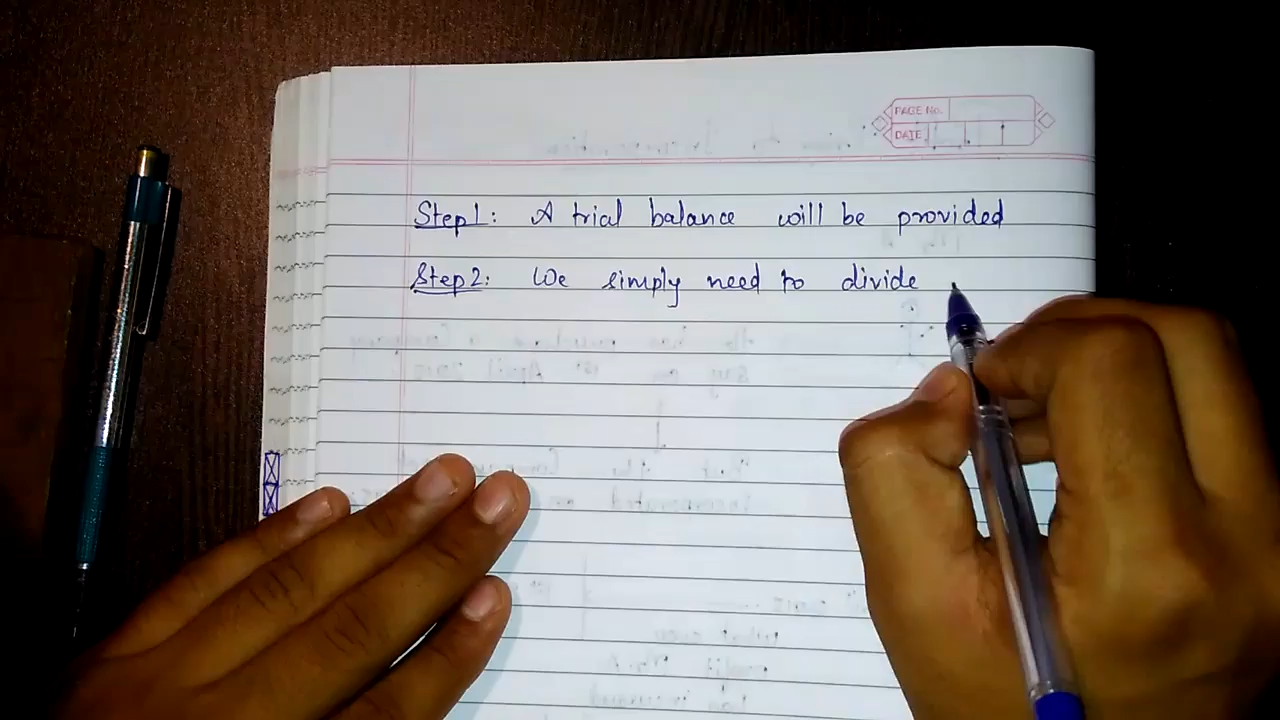 PAGE No.
DATE
Step1: A trial balance will be provided
Step2: We simply need to divide